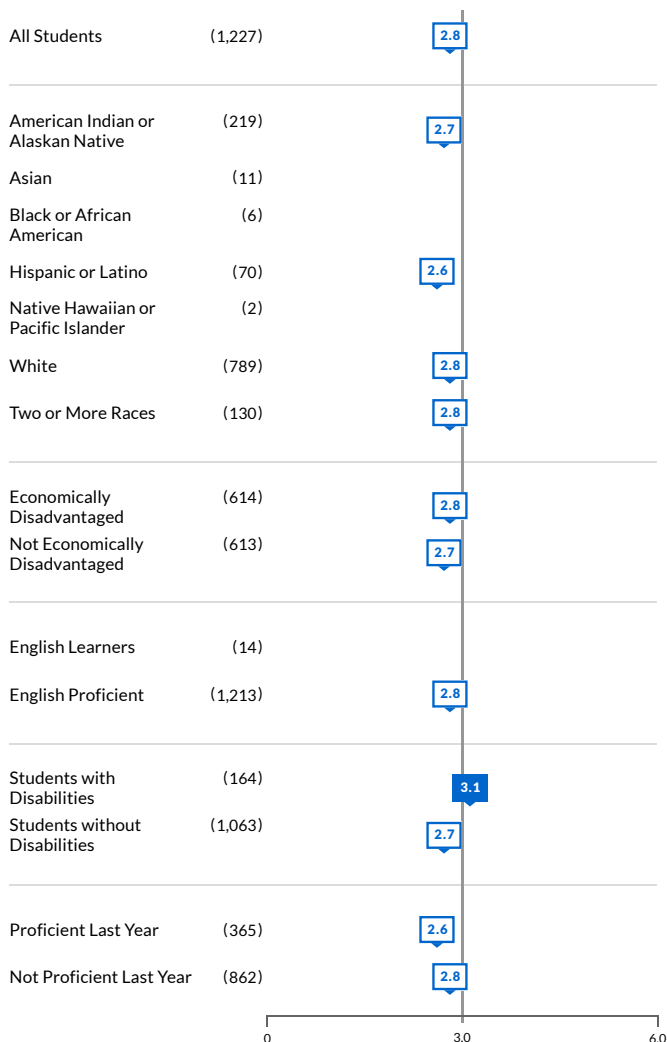 All Students (1,227) 2.8
American Indian or (219) 2.7
Alaskan Native
Asian (11)
Black or African (6)
American
Hispanic or Latino (70) 2.6
Native Hawaiian or (2)
Pacific Islander
White (789) 2.8
Two or More Races (130) 2.8
Economically (614) 2.8
Disadvantaged
Not Economically (613) 2.7
Disadvantaged
English Learners (14)
English Proficient (1,213) 2.8
Students with (164) 3.1
Disabilities
Students without (1,063) 2.7
Disabilities
Proficient Last Year (365) 2.6
Not Proficient Last Year (862) 2.8
0 3.0 6.0